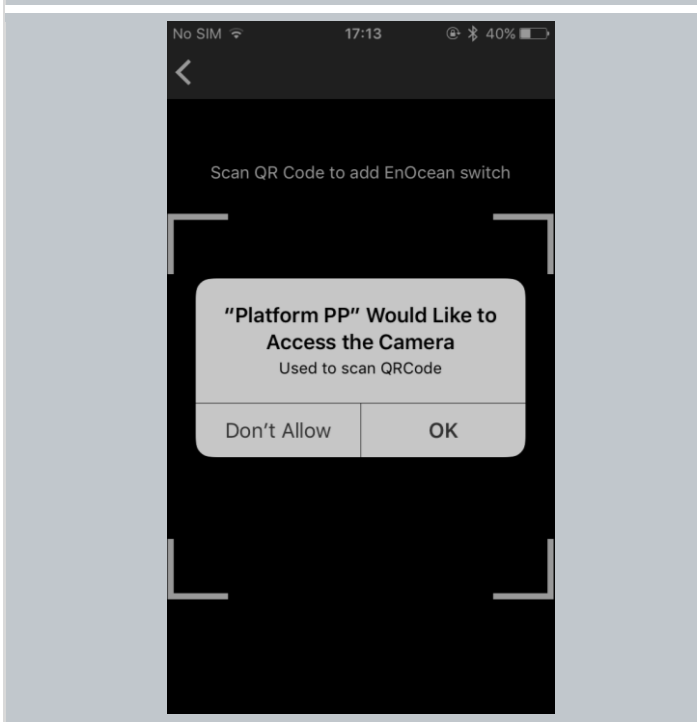 No SIM 17:13 40%
Scan QR Code to add EnOcean switch
“Platform PP” Would Like to
Access the Camera
Used to scan QRCode
Don’t Allow OK